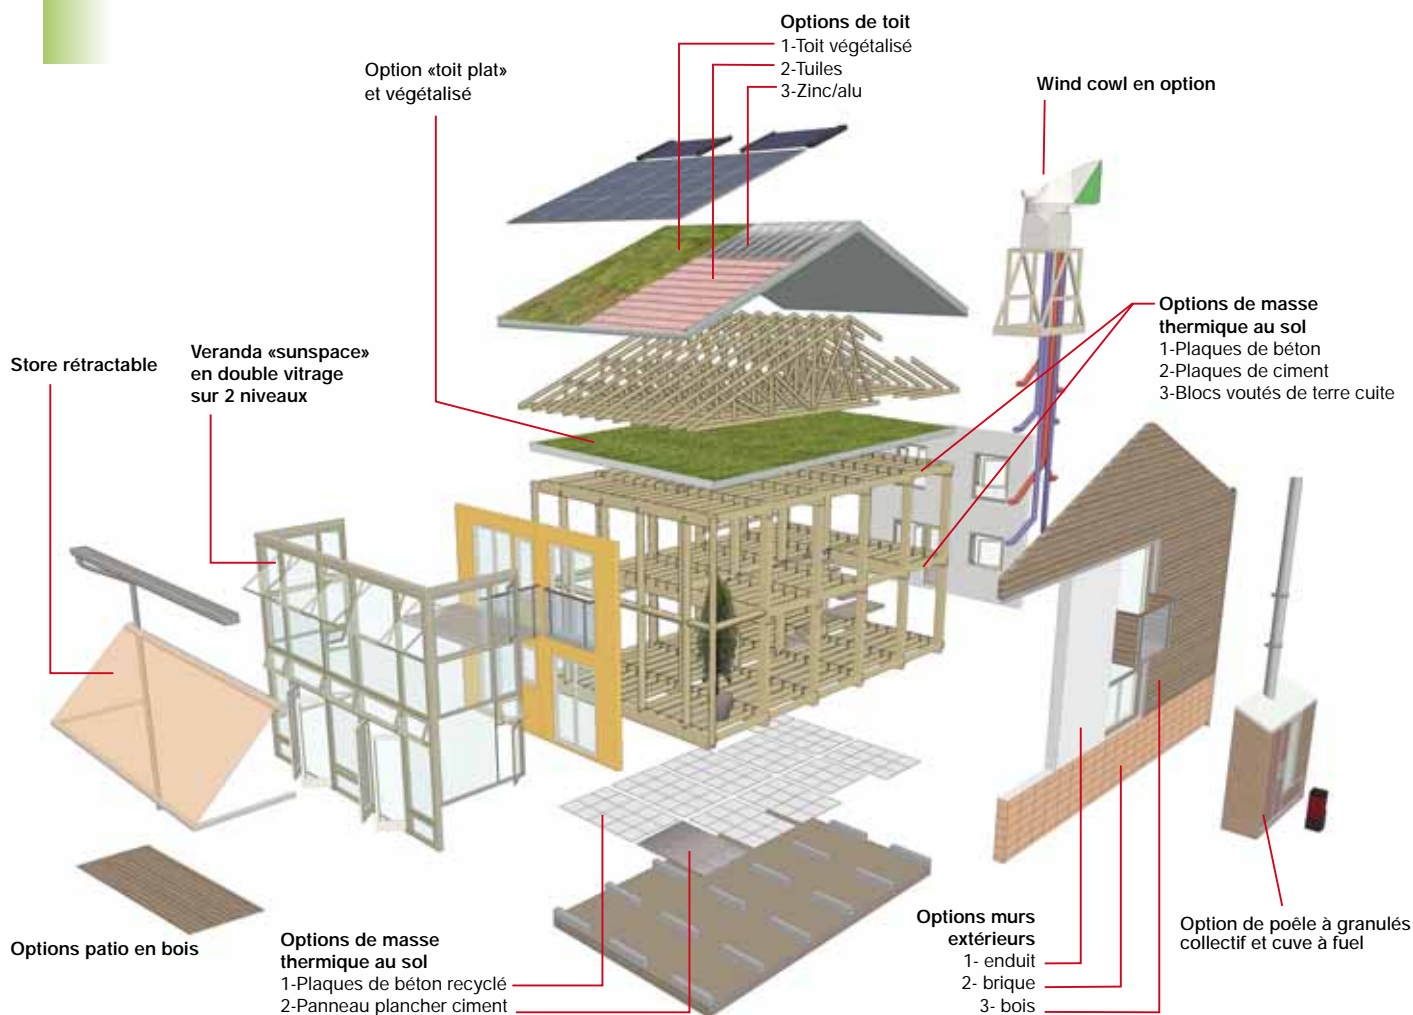 Options de toit
1-Toit végétalisé
2-Tuiles
3-Zinc/alu
Option «toit plat»
et végétalisé
Wind cowl en option
Options de masse
thermique au sol
1-Plaques de béton
2-Plaques de ciment
3-Blocs voutés de terre cuite
Store rétractable
Veranda «sunspace»
en double vitrage
sur 2 niveaux
Options patio en bois
Options de masse
thermique au sol
1-Plaques de béton recyclé
2-Panneau plancher ciment
Options murs
extérieurs
1- enduit
2- brique
3- bois
Option de poêle à granulés
collectif et cuve à fuel